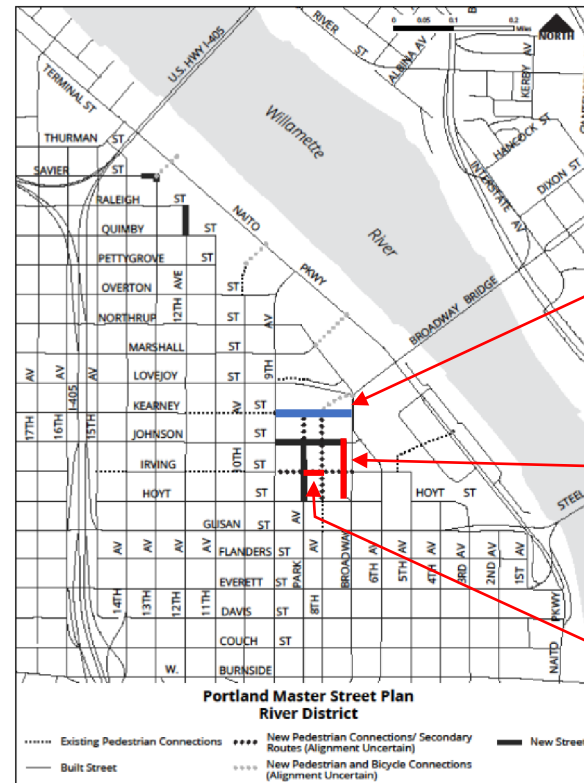 0 0.05 0.1 0.2
Miles
NORTH
U.S. HWY I-405
RIVER ST
ALBINA AV
KERBY AV
TERMINAL ST
THURMAN ST
SAVIER ST
RALEIGH ST
QUIMBY ST
PETTYGROVE ST
OVERTON ST
NORTHRUP ST
MARSHALL ST
LOVEJOY ST
KEARNEY ST
JOHNSON ST
IRVING ST
HOYT ST
HOYT ST
GLISAN ST
FLANDERS ST
EVERETT ST
DAVIS ST
COUCH ST
W. BURNSIDE
Willamette
River
HANCOCK ST
DIXON ST
INTERSTATE AV
NAITO PKWY
BROADWAY BRIDGE
STEEL
12TH AVE
9TH AV
10TH AV
17TH AV
16TH AV
I-405
15TH AV
14TH AV
13TH AV
12TH AV
11TH AV
PARK AV
8TH AV
BROADWAY
6TH AV
5TH AV
4TH AV
3RD AV
2ND AV
1ST AV
NAITO PKWY
Portland Master Street Plan
River District
Existing Pedestrian Connections
New Pedestrian Connections/ Secondary
Routes (Alignment Uncertain)
New Street
Built Street
New Pedestrian and Bicycle Connections
(Alignment Uncertain)